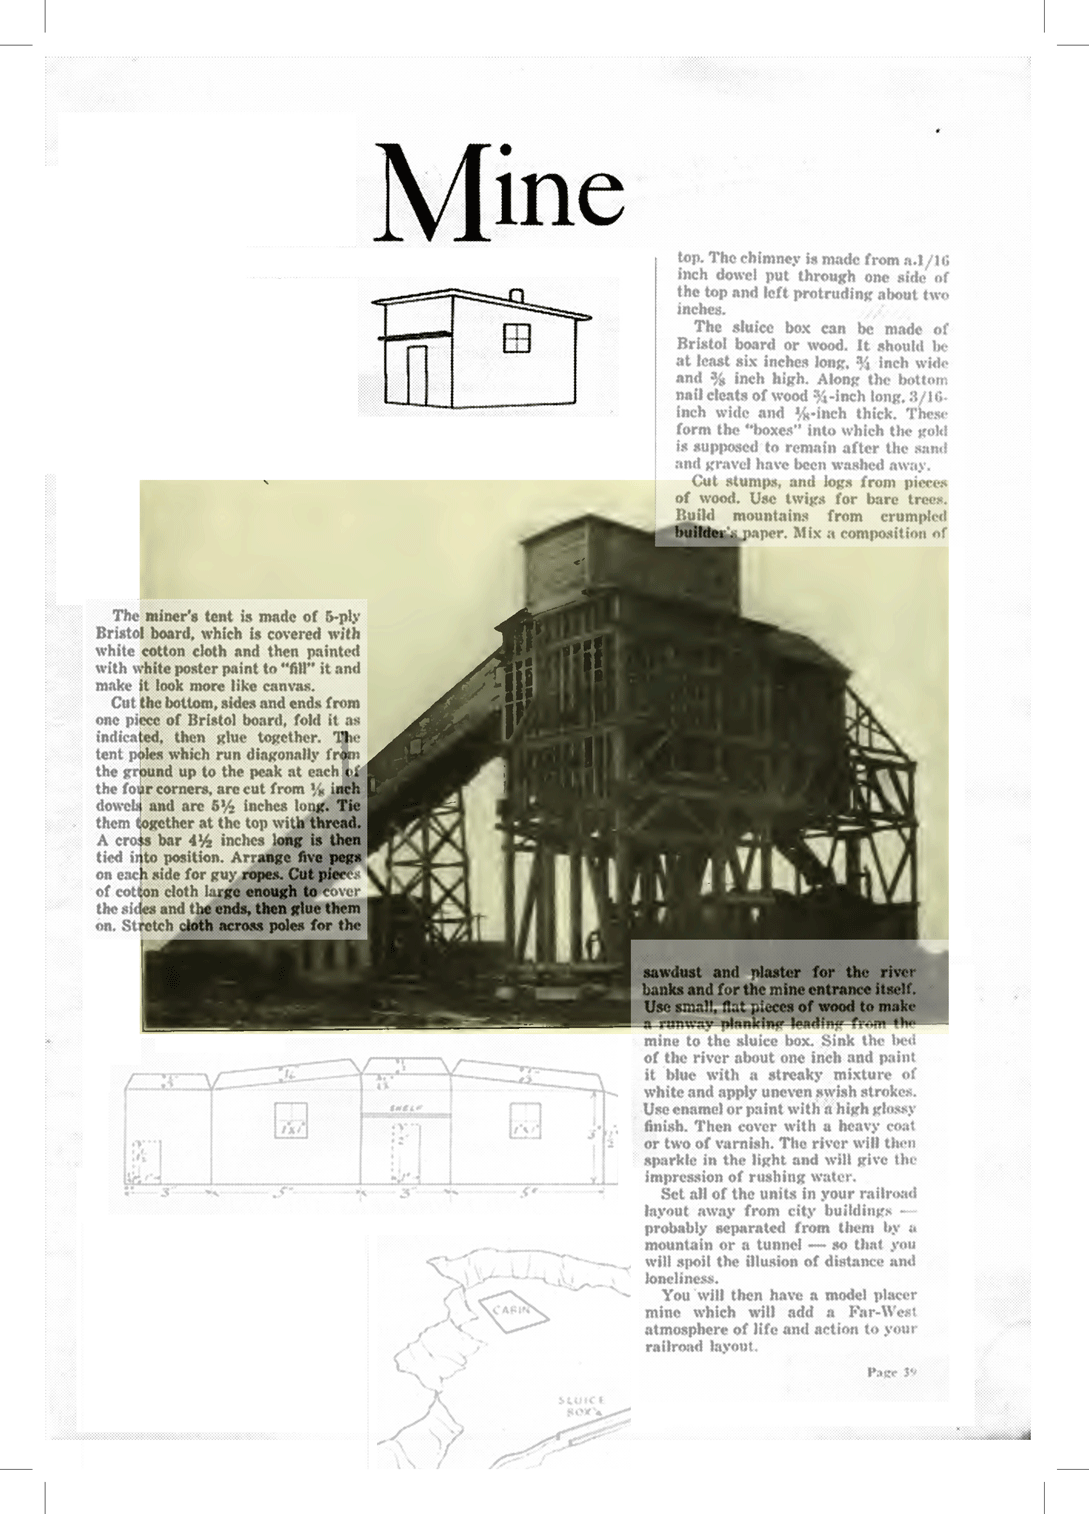 Mine
The miner's tent is made of 5-ply
Bristol board, which is covered with
white cotton cloth and then painted
with white poster paint to "fill" it and
make it look more like canvas.
Cut the bottom, sides and ends from
one piece of Bristol board, fold it as
indicated, then glue together. The
tent poles which run diagonally from
the ground up to the peak at each of
the four corners, are cut from ⅛ inch
dowels and are 5½ inches long. Tie
them together at the top with thread.
A cross bar 4½ inches long is then
tied into position. Arrange five pegs
on each side for guy ropes. Cut pieces
of cotton cloth large enough to cover
the sides and the ends, then glue them
on. Stretch cloth across poles for the
top. The chimney is made from a.1/16
inch dowel put through one side of
the top and left protruding about two
inches.
The sluice box can be made of
Bristol board or wood. It should be
at least six inches long, ¾ inch wide
and ⅜ inch high. Along the bottom
nail cleats of wood ¾-inch long, 3/16-
inch wide and ⅛-inch thick. These
form the "boxes" into which the gold
is supposed to remain after the sand
and gravel have been washed away.
Cut stumps, and logs from pieces
of wood. Use twigs for bare trees.
Build mountains from crumpled
builder's paper. Mix a composition of
sawdust and plaster for the river
banks and for the mine entrance itself.
Use small, flat pieces of wood to make
a runway planking leading from the
mine to the sluice box. Sink the bed
of the river about one inch and paint
it blue with a streaky mixture of
white and apply uneven swish strokes.
Use enamel or paint with a high glossy
finish. Then cover with a heavy coat
or two of varnish. The river will then
sparkle in the light and will give the
impression of rushing water.
Set all of the units in your railroad
layout away from city buildings —
probably separated from them by a
mountain or a tunnel — so that you
will spoil the illusion of distance and
loneliness.
You will then have a model placer
mine which will add a Far-West
atmosphere of life and action to your
railroad layout.
Page 39
SHELF
1"x1"
1"x1"
3"
5"
3"
5"
CABIN
SLUICE
BOX